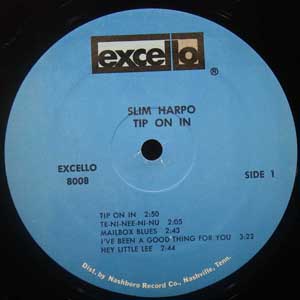 excello
®
SLIM HARPO
TIP ON IN
EXCELLO
8008
SIDE 1
TIP ON IN 2:50
TE-NI-NEE-NI-NU 2:05
MAILBOX BLUES 2:43
I'VE BEEN A GOOD THING FOR YOU 3:22
HEY LITTLE LEE 2:44
Dist. by Nashboro Record Co., Nashville, Tenn.